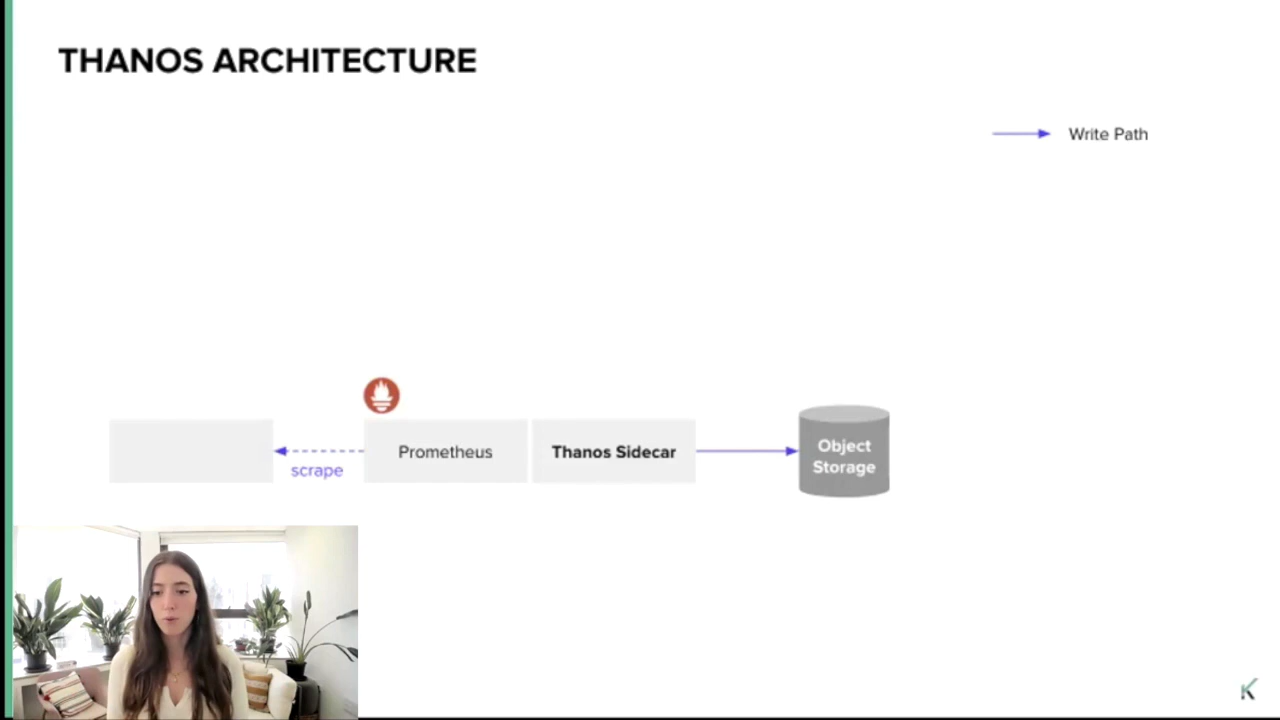 THANOS ARCHITECTURE
Write Path
scrape
Prometheus
Thanos Sidecar
Object
Storage